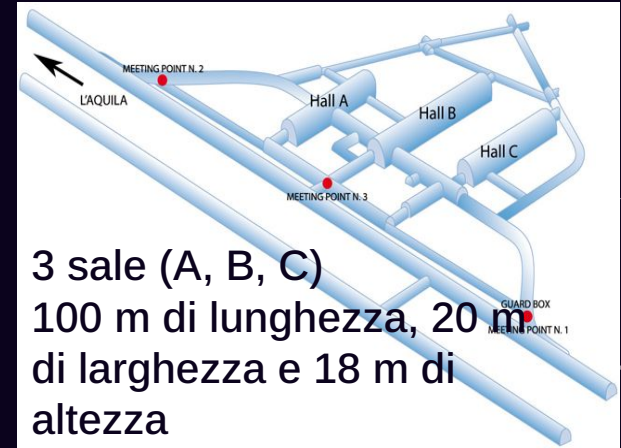 MEETING POINT N. 2
L'AQUILA
Hall A
Hall B
Hall C
MEETING POINT N. 3
3 sale (A, B, C)
100 m di lunghezza, 20 m
GUARD BOX
MEETING POINT N. 1
di larghezza e 18 m di
altezza